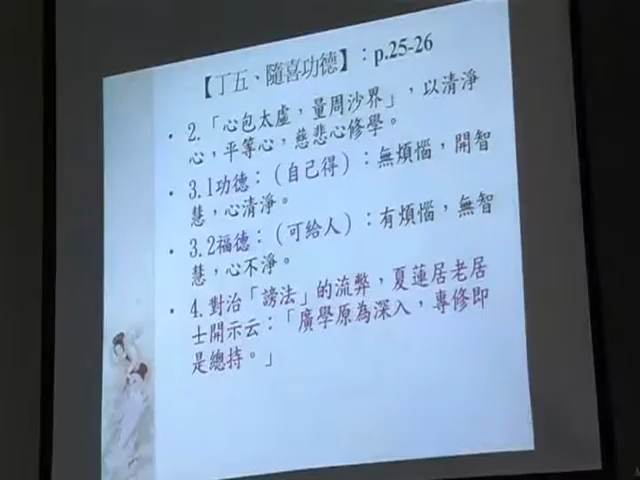 【丁五、隨喜功德】：p.25-26
• 2.「心包太虛，量周沙界」，以清淨
心，平等心，慈悲心修學。
• 3.1功德：（自己得）：無煩惱，開智
慧，心清淨。
• 3.2福德：（可給人）：有煩惱，無智
慧，心不淨。
• 4.對治「謗法」的流弊，夏蓮居老居
士開示云：「廣學原為深入，專修即
是總持。」